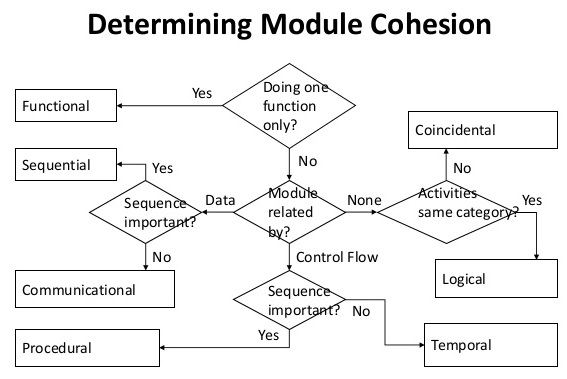 Determining Module Cohesion
Yes
Doing one
function
only?
Functional
Coincidental
No
Sequential
Yes
No
Sequence
important?
Data
Module
related
by?
None
Activities
same category?
Yes
No
Control Flow
Communicational
Logical
Sequence
important?
No
Yes
Procedural
Temporal